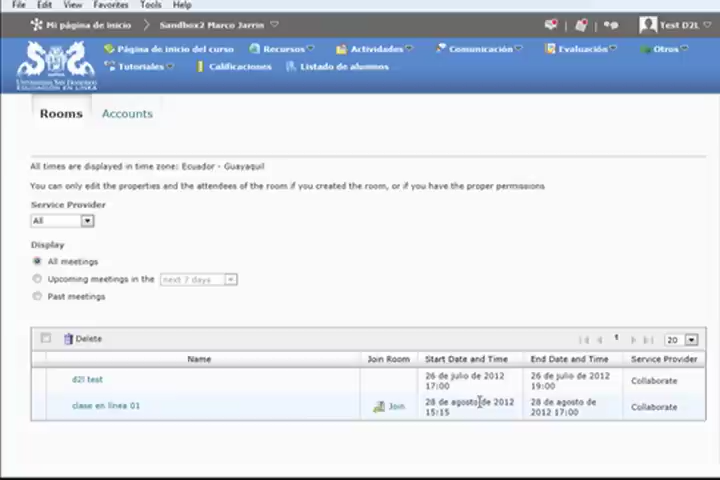 File Edit View Favorites Tools Help
Mi página de inicio Sandbox2 Marco Jarrin Test D2L
Página de inicio del curso Recursos Actividades Comunicación Evaluación Otros
Tutoriales Calificaciones Listado de alumnos
Universidad San Francisco
EDUCACIÓN EN LÍNEA
Rooms Accounts
All times are displayed in time zone: Ecuador - Guayaquil
You can only edit the properties and the attendees of the room if you created the room, or if you have the proper permissions
Service Provider
All
Display
All meetings
Upcoming meetings in the next 7 days
Past meetings
Delete 1 20
Name Join Room Start Date and Time End Date and Time Service Provider
d2l test 26 de julio de 2012 17:00 26 de julio de 2012 19:00 Collaborate
clase en línea 01 Join 28 de agosto de 2012 15:15 28 de agosto de 2012 17:00 Collaborate